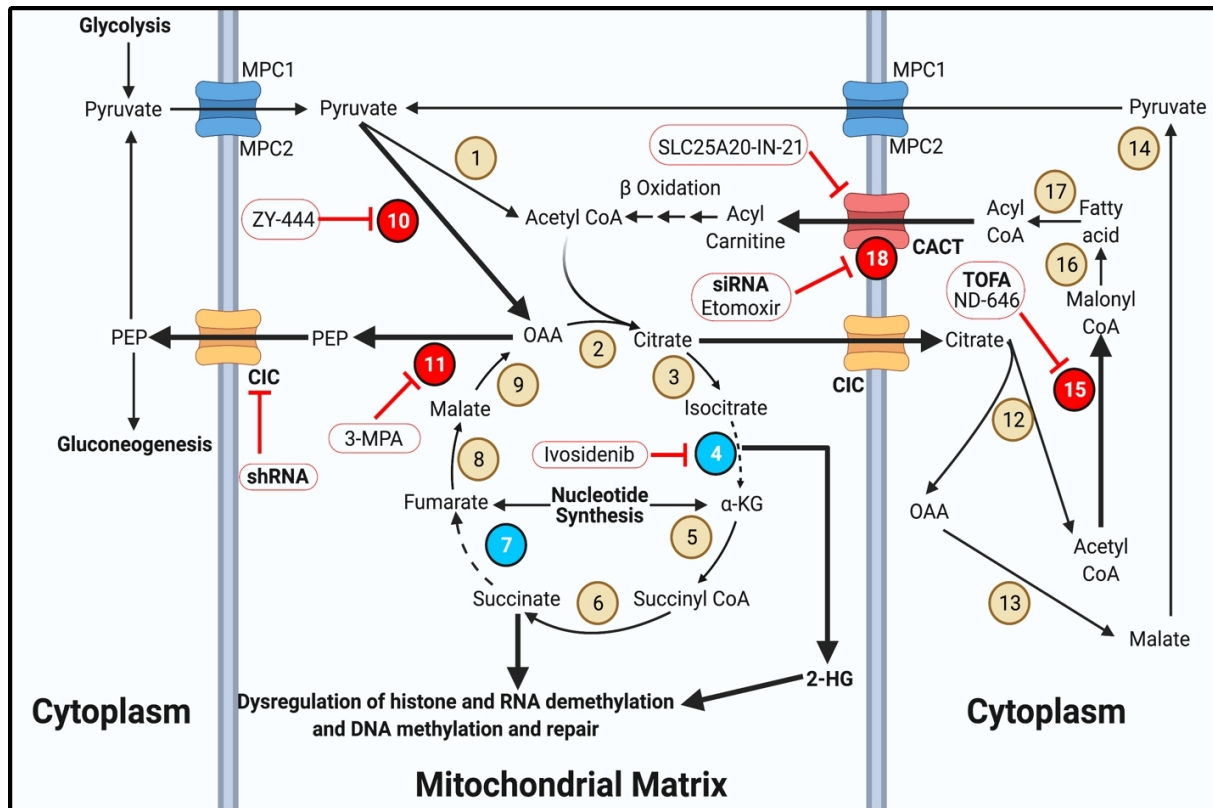 Glycolysis
MPC1
MPC1
Pyruvate
Pyruvate
Pyruvate
MPC2
MPC2
14
1
SLC25A20-IN-21
β Oxidation
17
ZY-444
10
Acetyl CoA
Acyl
Carnitine
Acyl
CoA
Fatty
acid
CACT
18
16
siRNA
Etomoxir
TOFA
ND-646
Malonyl
CoA
PEP
PEP
OAA
2
Citrate
Citrate
CIC
11
9
3
CIC
15
Malate
Isocitrate
12
3-MPA
Gluconeogenesis
Ivosidenib
4
shRNA
8
Fumarate
Nucleotide
Synthesis
α-KG
OAA
7
5
Acetyl
CoA
Succinate
6
Succinyl CoA
13
Malate
2-HG
Dysregulation of histone and RNA demethylation
and DNA methylation and repair
Cytoplasm
Cytoplasm
Mitochondrial Matrix